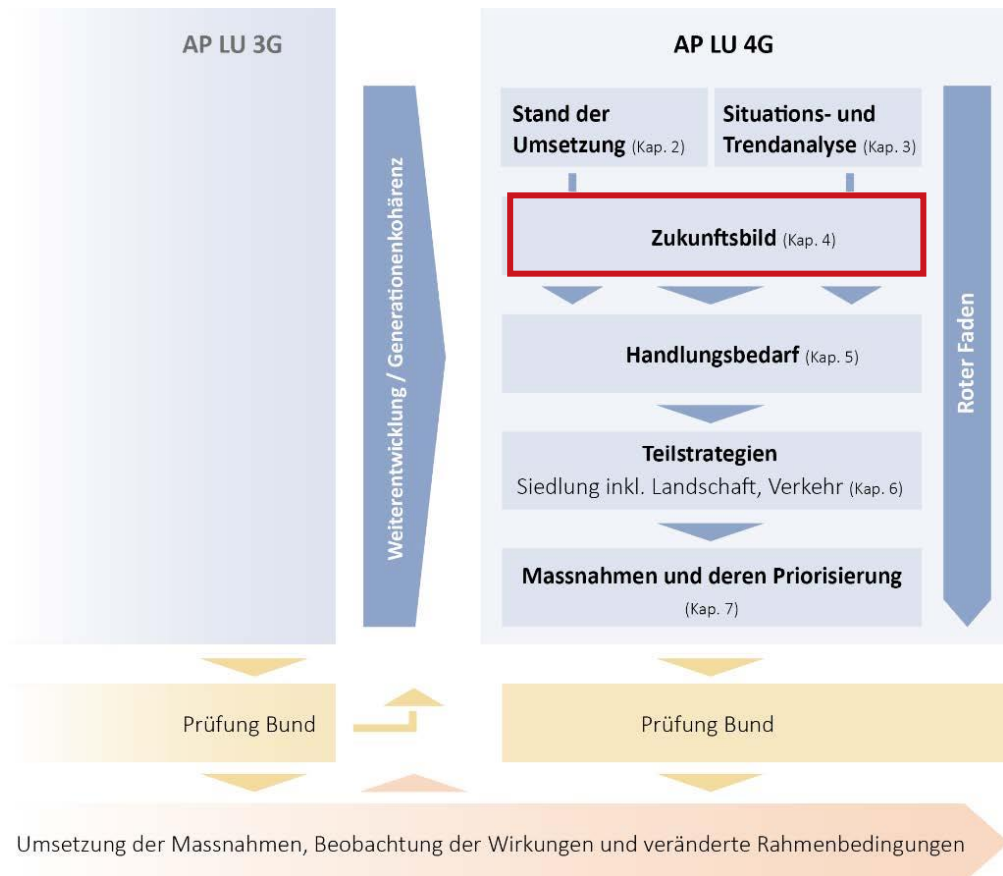 AP LU 3G
Weiterentwicklung / Generationenkohärenz
AP LU 4G
Stand der
Umsetzung (Kap. 2)
Situations- und
Trendanalyse (Kap. 3)
Zukunftsbild (Kap. 4)
Handlungsbedarf (Kap. 5)
Teilstrategien
Siedlung inkl. Landschaft, Verkehr (Kap. 6)
Massnahmen und deren Priorisierung
(Kap. 7)
Roter Faden
Prüfung Bund
Prüfung Bund
Umsetzung der Massnahmen, Beobachtung der Wirkungen und veränderte Rahmenbedingungen